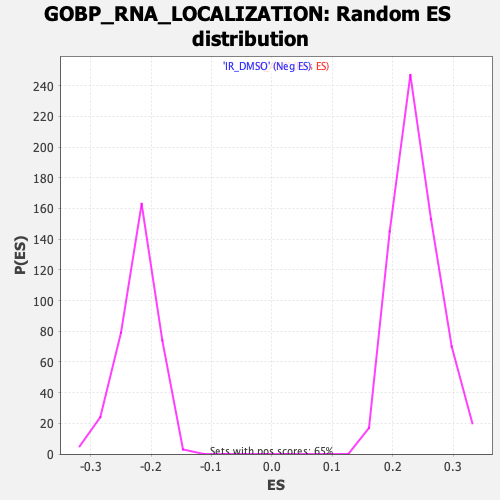 GOBP_RNA_LOCALIZATION: Random ES
distribution
'IR_DMSO' (Neg ES) ES)
240
220
200
180
160
140
120
100
80
60
40
20
0
P(ES)
Sets with pos scores: 65%
-0.3 -0.2 -0.1 0.0 0.1 0.2 0.3
ES